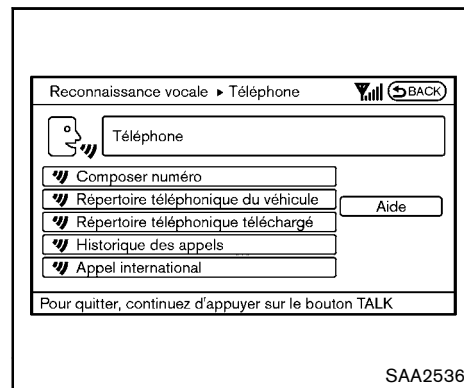 Reconnaissance vocale ▸ Téléphone BACK
Téléphone
Composer numéro
Répertoire téléphonique du véhicule
Aide
Répertoire téléphonique téléchargé
Historique des appels
Appel international
Pour quitter, continuez d'appuyer sur le bouton TALK
SAA2536